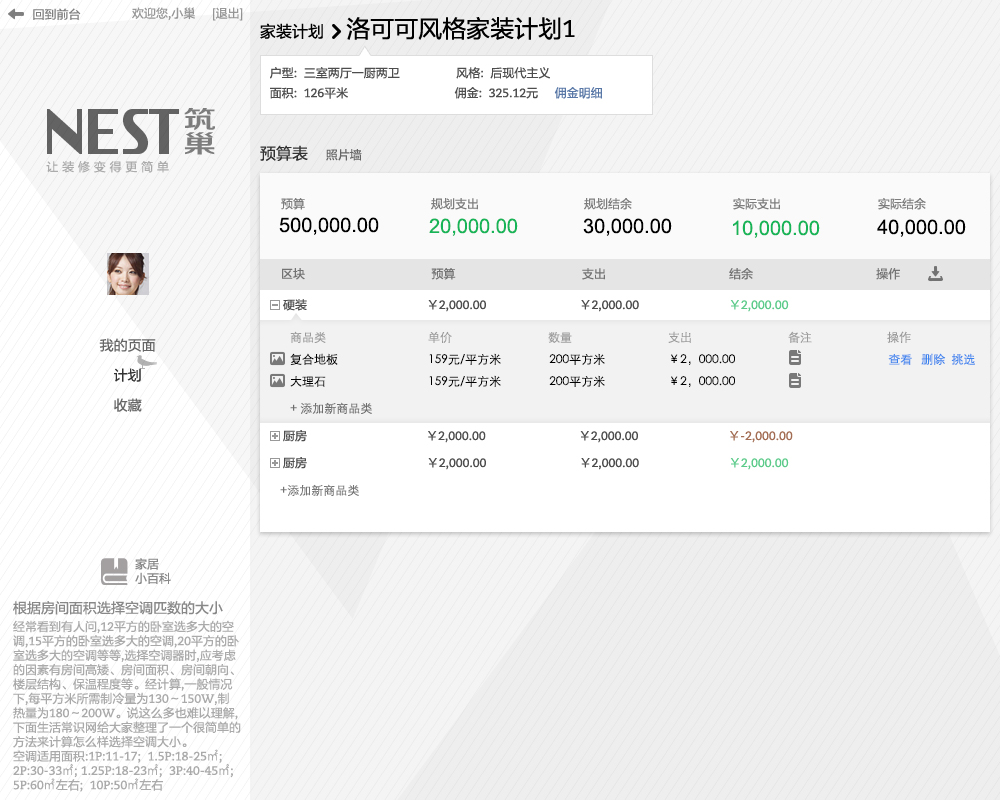 回到前台 欢迎您,小巢 [退出]
NEST 筑巢
让装修变得更简单
我的页面
计划
收藏
家居
小百科
根据房间面积选择空调匹数的大小
经常看到有人问,12平方的卧室选多大的空
调,15平方的卧室选多大的空调,20平方的卧
室选多大的空调等等,选择空调器时,应考虑
的因素有房间高矮、房间面积、房间朝向、
楼层结构、保温程度等。经计算,一般情况
下,每平方米所需制冷量为130～150W,制
热量为180～200W。说这么多也难以理解,
下面生活常识网给大家整理了一个很简单的
方法来计算怎么样选择空调大小。
空调适用面积:1P:11-17; 1.5P:18-25㎡;
2P:30-33㎡; 1.25P:18-23㎡; 3P:40-45㎡;
5P:60㎡左右; 10P:50㎡左右
家装计划 洛可可风格家装计划1
户型: 三室两厅一厨两卫 风格: 后现代主义
面积: 126平米 佣金: 325.12元 佣金明细
预算表 照片墙
预算 规划支出 规划结余 实际支出 实际结余
500,000.00 20,000.00 30,000.00 10,000.00 40,000.00
区块 预算 支出 结余 操作
硬装 ￥2,000.00 ￥2,000.00 ￥2,000.00
商品类 单价 数量 支出 备注 操作
复合地板 159元/平方米 200平方米 ￥2，000.00 查看 删除 挑选
大理石 159元/平方米 200平方米 ￥2，000.00
+ 添加新商品类
厨房 ￥2,000.00 ￥2,000.00 ￥-2,000.00
厨房 ￥2,000.00 ￥2,000.00 ￥2,000.00
+添加新商品类